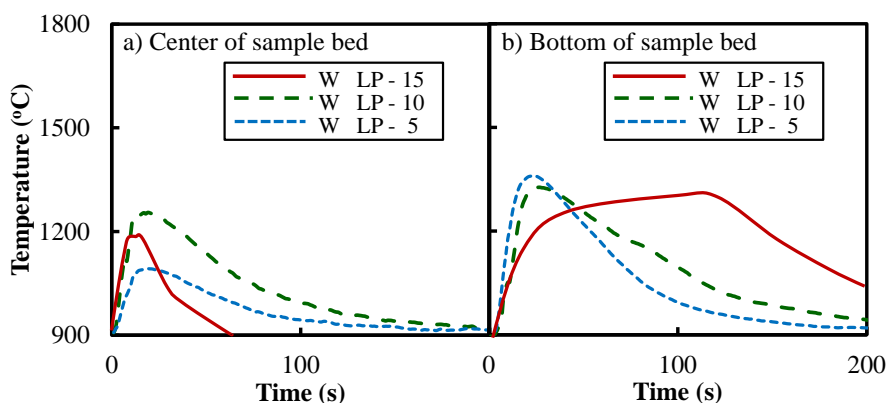 1800
1500
1200
900
Temperature (°C)
a) Center of sample bed
W LP - 15
W LP - 10
W LP - 5
0
100
Time (s)
b) Bottom of sample bed
W LP - 15
W LP - 10
W LP - 5
0
100
200
Time (s)